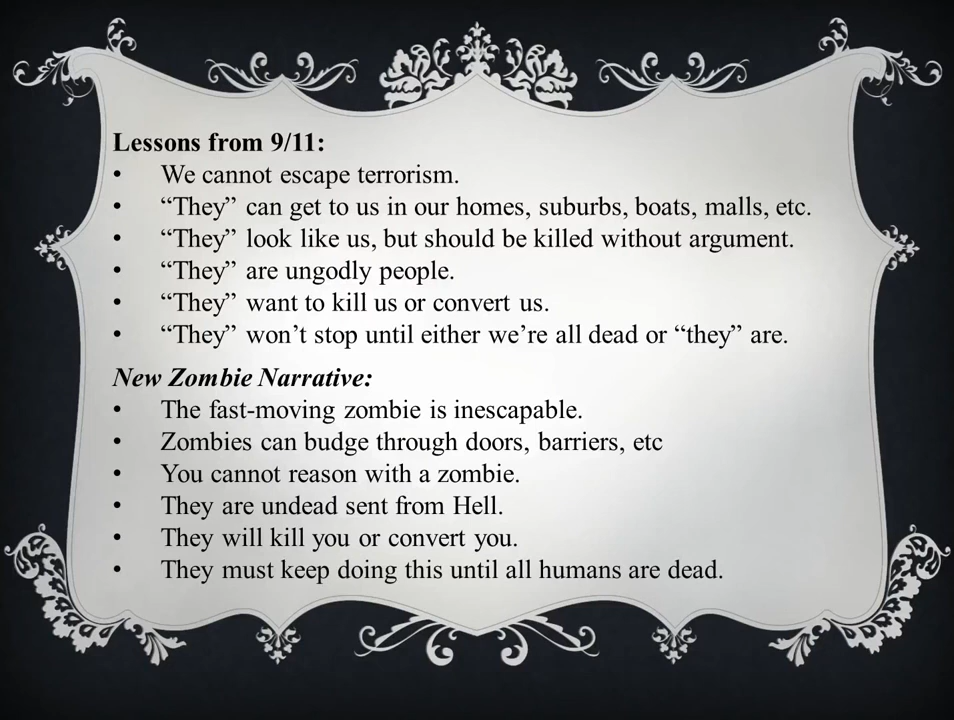 Lessons from 9/11:
• We cannot escape terrorism.
• “They” can get to us in our homes, suburbs, boats, malls, etc.
• “They” look like us, but should be killed without argument.
• “They” are ungodly people.
• “They” want to kill us or convert us.
• “They” won’t stop until either we’re all dead or “they” are.
New Zombie Narrative:
• The fast-moving zombie is inescapable.
• Zombies can budge through doors, barriers, etc
• You cannot reason with a zombie.
• They are undead sent from Hell.
• They will kill you or convert you.
• They must keep doing this until all humans are dead.